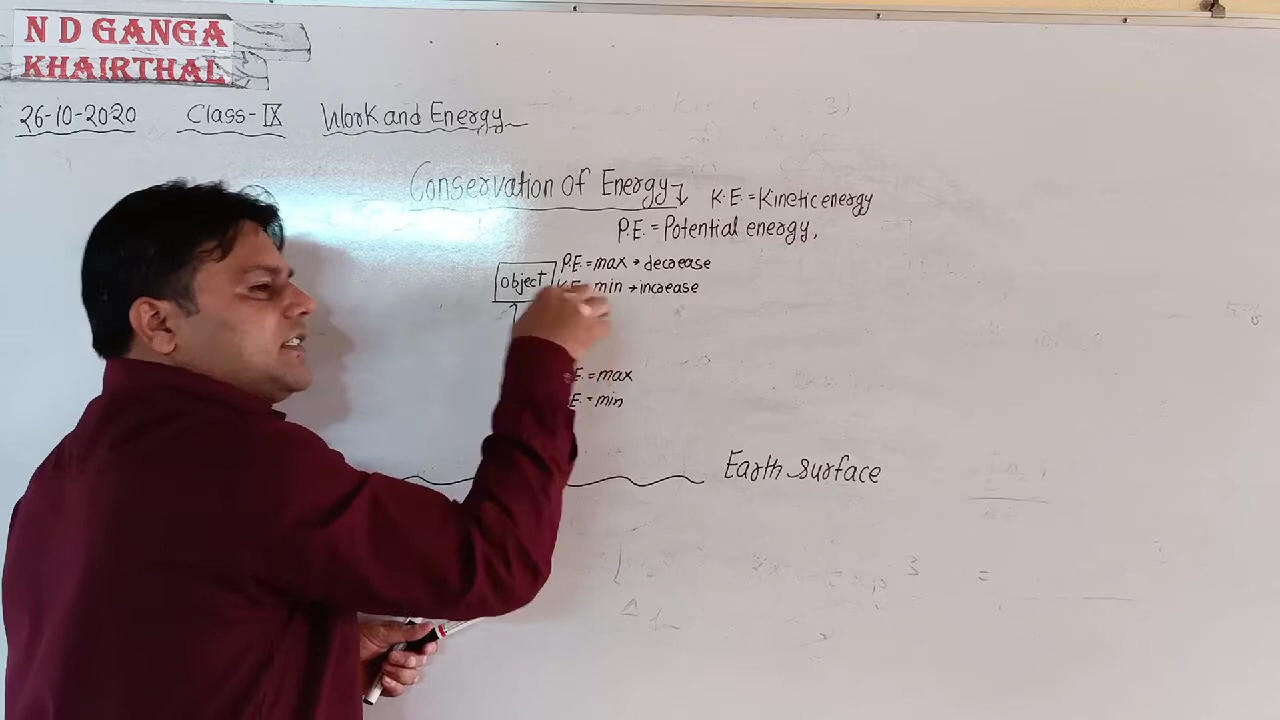 N D GANGA
KHAIRTHAL
26-10-2020 Class-IX Work and Energy
Conservation of Energy K.E. = Kinetic energy
P.E. = Potential energy,
object
P.E. = max → decrease
K.E. = min → increase
E. = max
E. = min
Earth surface